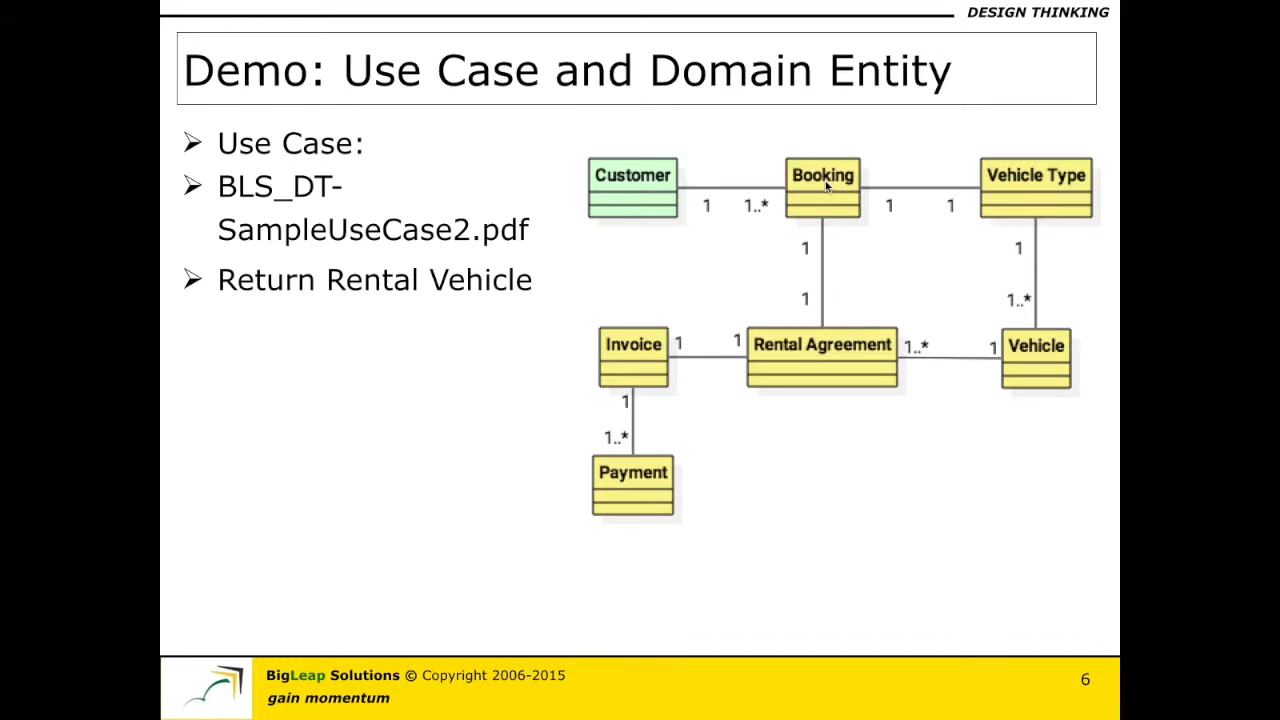 DESIGN THINKING
Demo: Use Case and Domain Entity
Use Case:
BLS_DT-
SampleUseCase2.pdf
Return Rental Vehicle
Customer
1
1..*
Booking
1
1
Vehicle Type
1
1
1
1..*
Invoice
1
1
Rental Agreement
1..*
1
Vehicle
1
1..*
Payment
BigLeap Solutions © Copyright 2006-2015
gain momentum
6